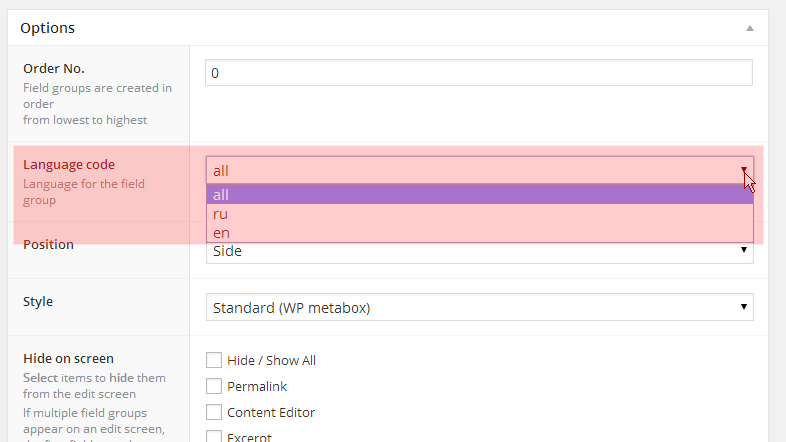 Options
Order No.
Field groups are created in
order
from lowest to highest
0
Language code
Language for the field
group
all
all
ru
en
Position
Side
Style
Standard (WP metabox)
Hide on screen
Select items to hide them
from the edit screen
If multiple field groups
appear on an edit screen,
Hide / Show All
Permalink
Content Editor
Excerpt